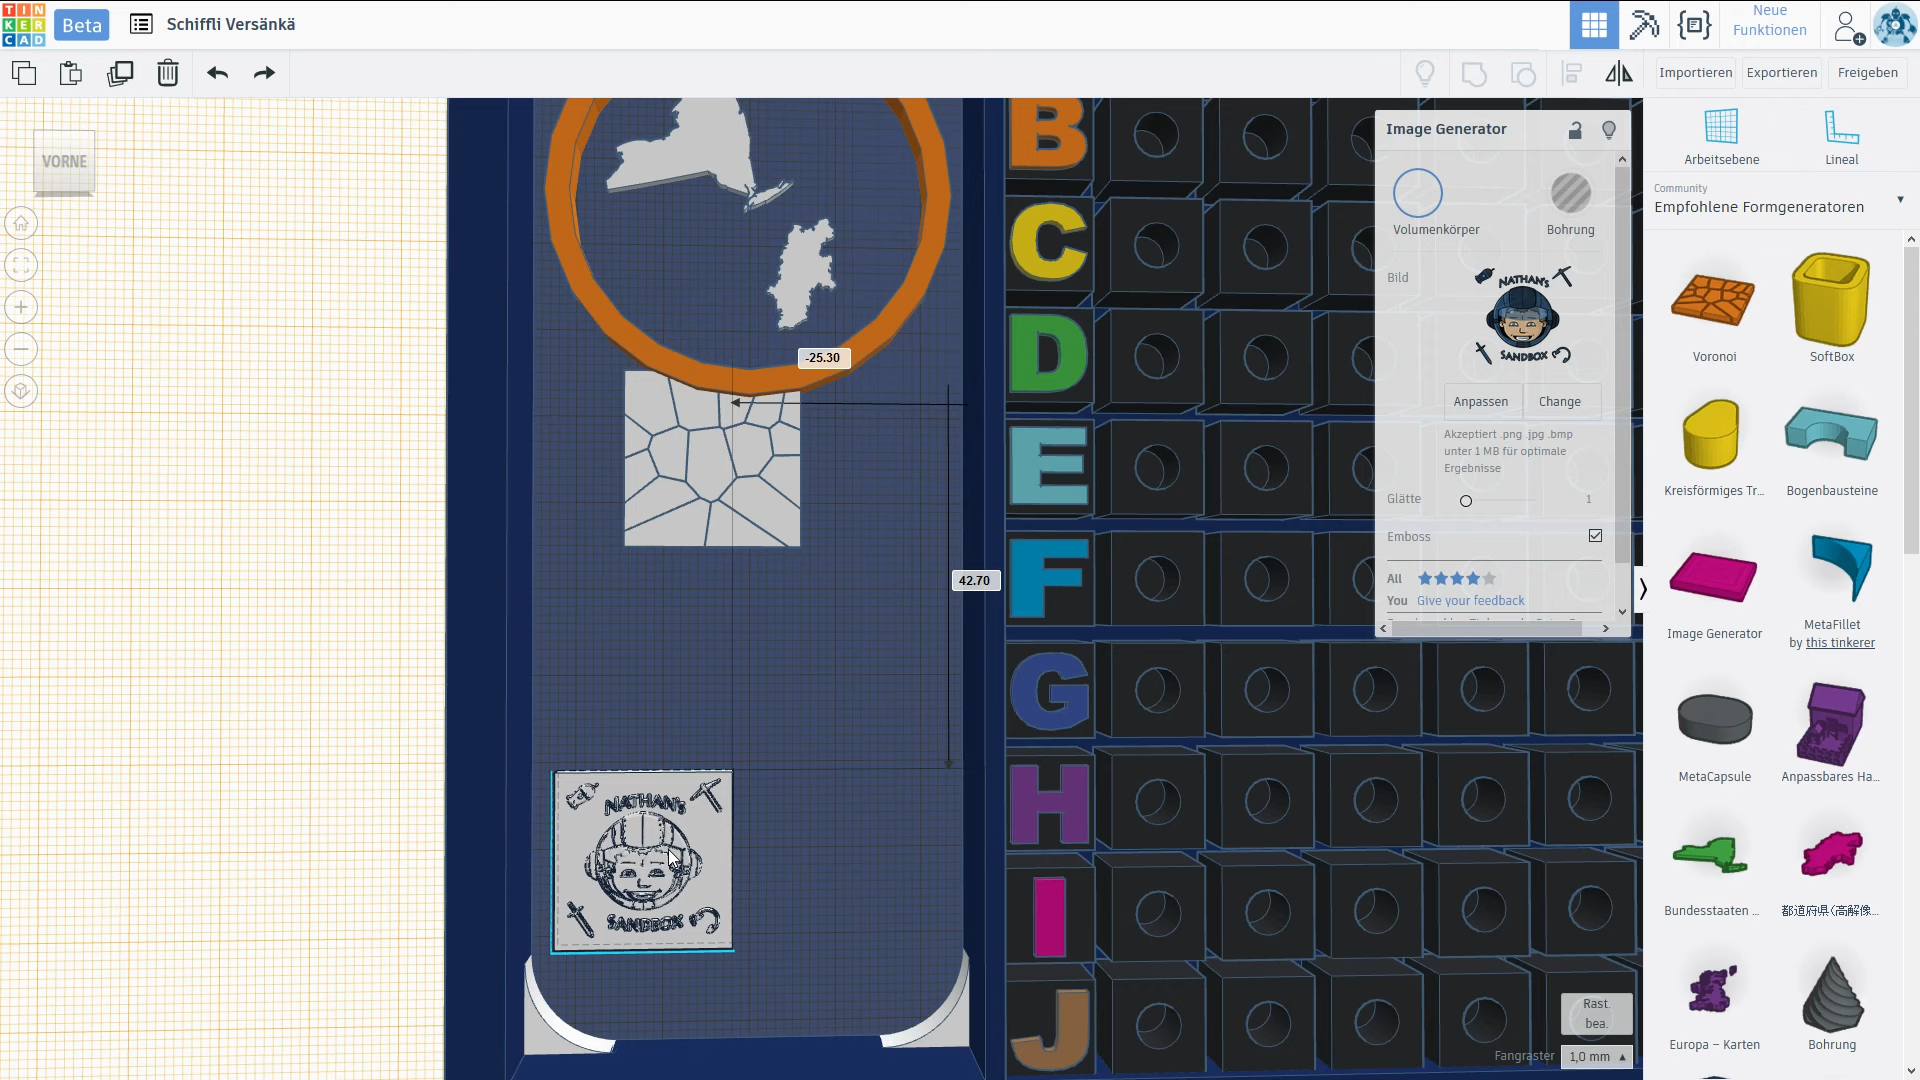 TIN
KER
CAD
Beta
Schiffli Versänkä
Neue
Funktionen
Importieren
Exportieren
Freigeben
VORNE
B
C
D
E
F
G
H
I
J
-25.30
42.70
NATHAN's
SANDBOX
Image Generator
Volumenkörper
Bohrung
Bild
NATHAN's
SANDBOX
Anpassen
Change
Akzeptiert .png .jpg .bmp
unter 1 MB für optimale
Ergebnisse
Glätte
1
Emboss
All
You Give your feedback
Rast.
bea.
Fangraster
1,0 mm
Arbeitsebene
Lineal
Community
Empfohlene Formgeneratoren
Voronoi
SoftBox
Kreisförmiges Tr...
Bogenbausteine
Image Generator
MetaFillet
by this tinkerer
MetaCapsule
Anpassbares Ha...
Bundesstaaten ...
都道府県(高解像...
Europa – Karten
Bohrung